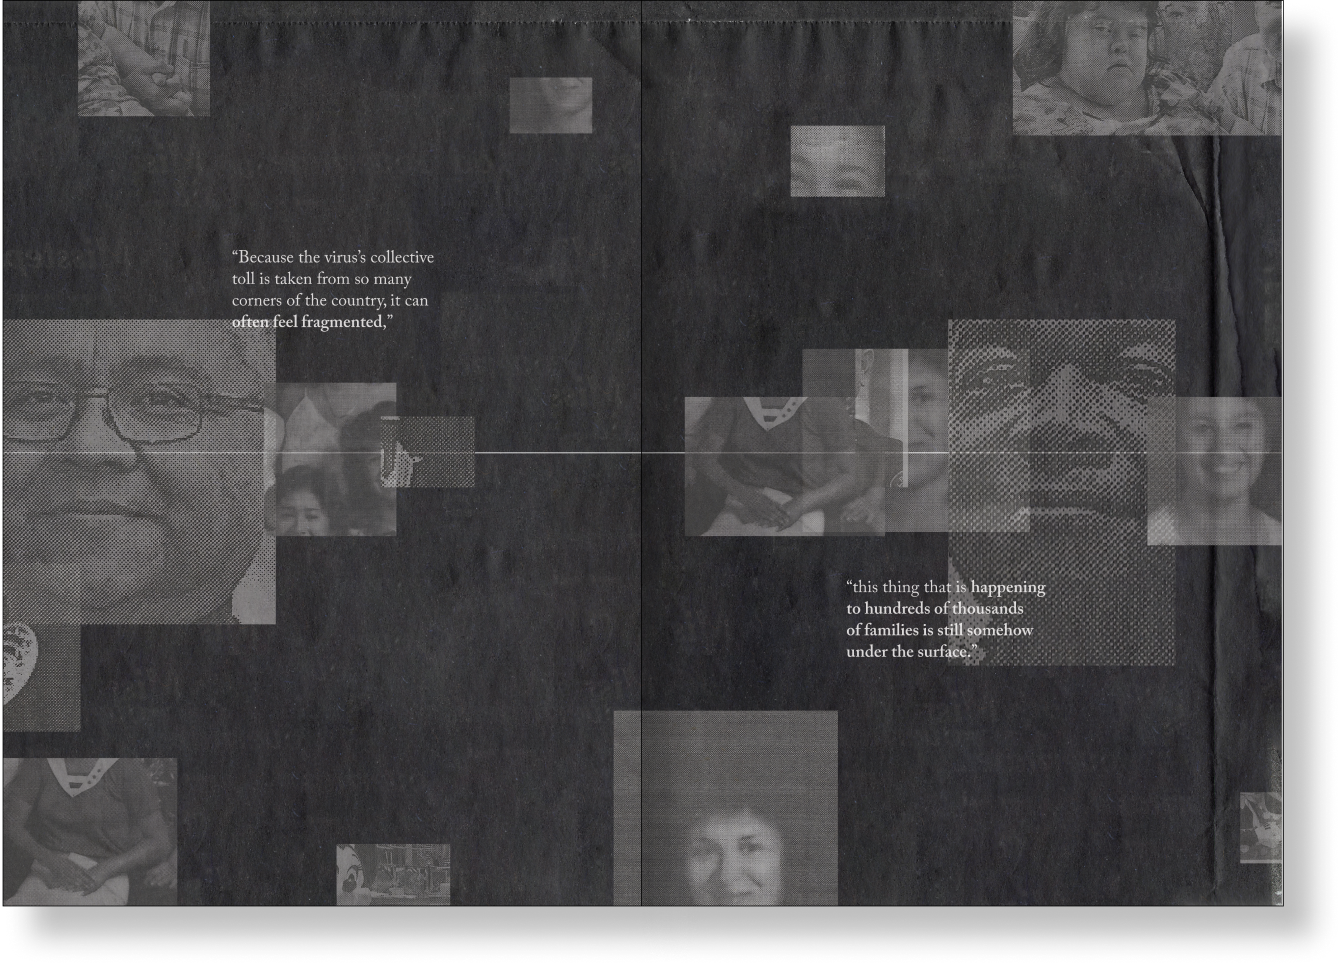 “Because the virus’s collective
toll is taken from so many
corners of the country, it can
often feel fragmented,”
“this thing that is happening
to hundreds of thousands
of families is still somehow
under the surface.”